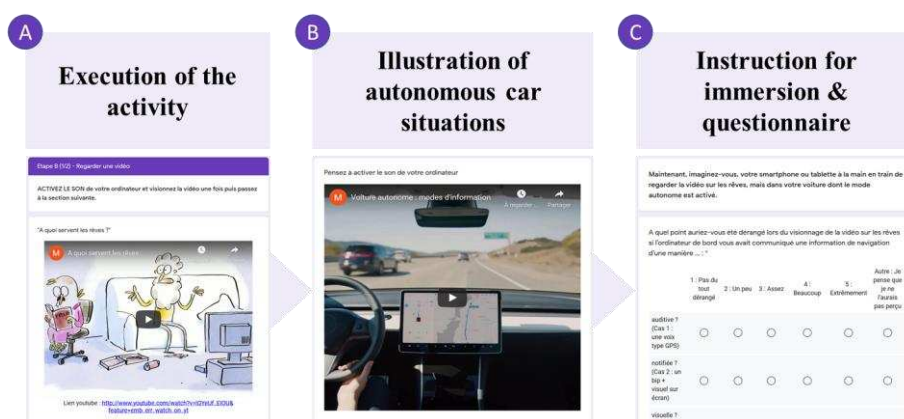 A
Execution of the
activity
Etape B (1/2) - Regarder une vidéo
ACTIVEZ LE SON de votre ordinateur et visionnez la vidéo une fois puis passez
à la section suivante.
"A quoi servent les rêves ?"
M A quoi servent les rêves
Lien youtube :
B
Illustration of
autonomous car
situations
Pensez a activer le son de votre ordinateur
M Voiture autonome : modes d'information
À regarder ... Partager
C
Instruction for
immersion &
questionnaire
Maintenant, imaginez-vous, votre smartphone ou tablette à la main en train de
regarder la vidéo sur les rêves, mais dans votre voiture dont le mode
autonome est activé.
A quel point auriez-vous été dérangé lors du visionnage de la vidéo sur les rêves
si l'ordinateur de bord vous avait communiqué une information de navigation
d'une manière ... : "
1 : Pas du tout dérangé
2 : Un peu
3 : Assez
4 : Beaucoup
5 : Extrêmement
Autre : Je pense que je ne l'aurais pas perçu
auditive ?
(Cas 1 :
une voix
type GPS)
notifiée ?
(Cas 2 : un
bip +
visuel sur
écran)
visuelle ?